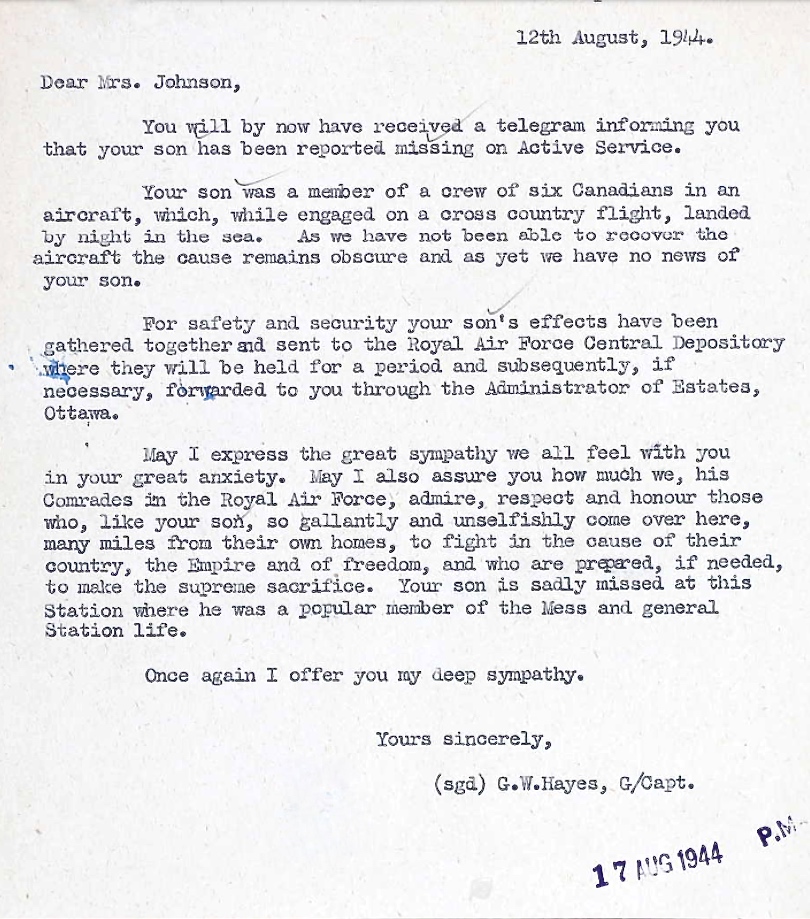 12th August, 1944.
Dear Mrs. Johnson,
You will by now have received a telegram informing you
that your son has been reported missing on Active Service.
Your son was a member of a crew of six Canadians in an
aircraft, which, while engaged on a cross country flight, landed
by night in the sea. As we have not been able to recover the
aircraft the cause remains obscure and as yet we have no news of
your son.
For safety and security your son's effects have been
gathered together and sent to the Royal Air Force Central Depository
where they will be held for a period and subsequently, if
necessary, forwarded to you through the Administrator of Estates,
Ottawa.
May I express the great sympathy we all feel with you
in your great anxiety. May I also assure you how much we, his
Comrades in the Royal Air Force, admire, respect and honour those
who, like your son, so gallantly and unselfishly come over here,
many miles from their own homes, to fight in the cause of their
country, the Empire and of freedom, and who are prepared, if needed,
to make the supreme sacrifice. Your son is sadly missed at this
Station where he was a popular member of the Mess and general
Station life.
Once again I offer you my deep sympathy.
Yours sincerely,
(sgd) G.W.Hayes, G/Capt.
17 AUG 1944 P.M.